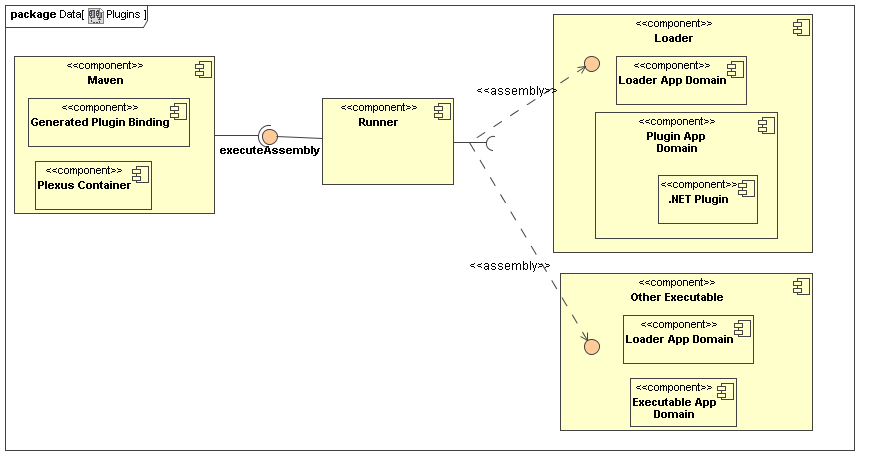 package Data[ Plugins ]
<<component>>
Maven
<<component>>
Generated Plugin Binding
<<component>>
Plexus Container
executeAssembly
<<component>>
Runner
<<assembly>>
<<assembly>>
<<component>>
Loader
<<component>>
Loader App Domain
<<component>>
Plugin App
Domain
<<component>>
.NET Plugin
<<component>>
Other Executable
<<component>>
Loader App Domain
<<component>>
Executable App
Domain